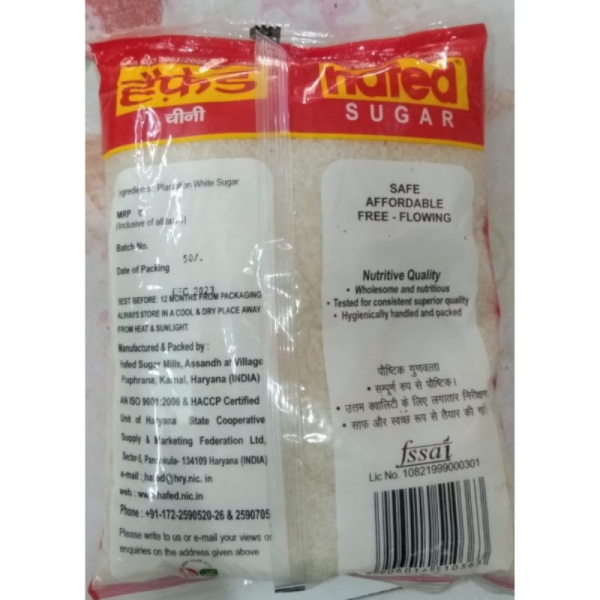 हैफेड
चीनी
hafed
SUGAR
Ingredients: Plantation White Sugar
MRP ₹
(Inclusive of all taxes)
Batch No.
50/.
Date of Packing
DEC 2023
BEST BEFORE: 12 MONTHS FROM PACKAGING
ALWAYS STORE IN A COOL & DRY PLACE AWAY
FROM HEAT & SUNLIGHT
Manufactured & Packed by :
Hafed Sugar Mills, Assandh at Village
Phaphrana, Karnal, Haryana (INDIA)
AN ISO 9001:2008 & HACCP Certified
Unit of Haryana State Cooperative
Supply & Marketing Federation Ltd.
Sector-5, Panchkula- 134109 Haryana (INDIA)
e-mail : hafed@hry.nic. in
web : www.hafed.nic.in
Phone : +91-172-2590520-26 & 2590705
Please write to us or e-mail your views or
enquiries on the address given above
SAFE
AFFORDABLE
FREE - FLOWING
Nutritive Quality
• Wholesome and nutritious
• Tested for consistent superior quality
• Hygienically handled and packed
पौष्टिक गुणवत्ता
• सम्पूर्ण रुप से पौष्टिक।
• उत्तम क्वालिटी के लिए लगातार निरीक्षण
• साफ और स्वच्छ रूप से तैयार की गई।
fssai
Lic No. 10821999000301